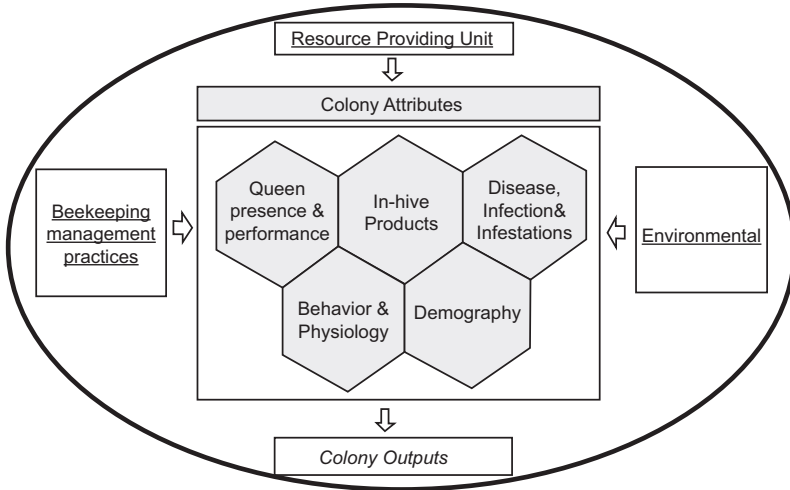 Resource Providing Unit
Colony Attributes
Beekeeping
management
practices
Queen
presence &
performance
In-hive
Products
Disease,
Infection&
Infestations
Environmental
Behavior &
Physiology
Demography
Colony Outputs